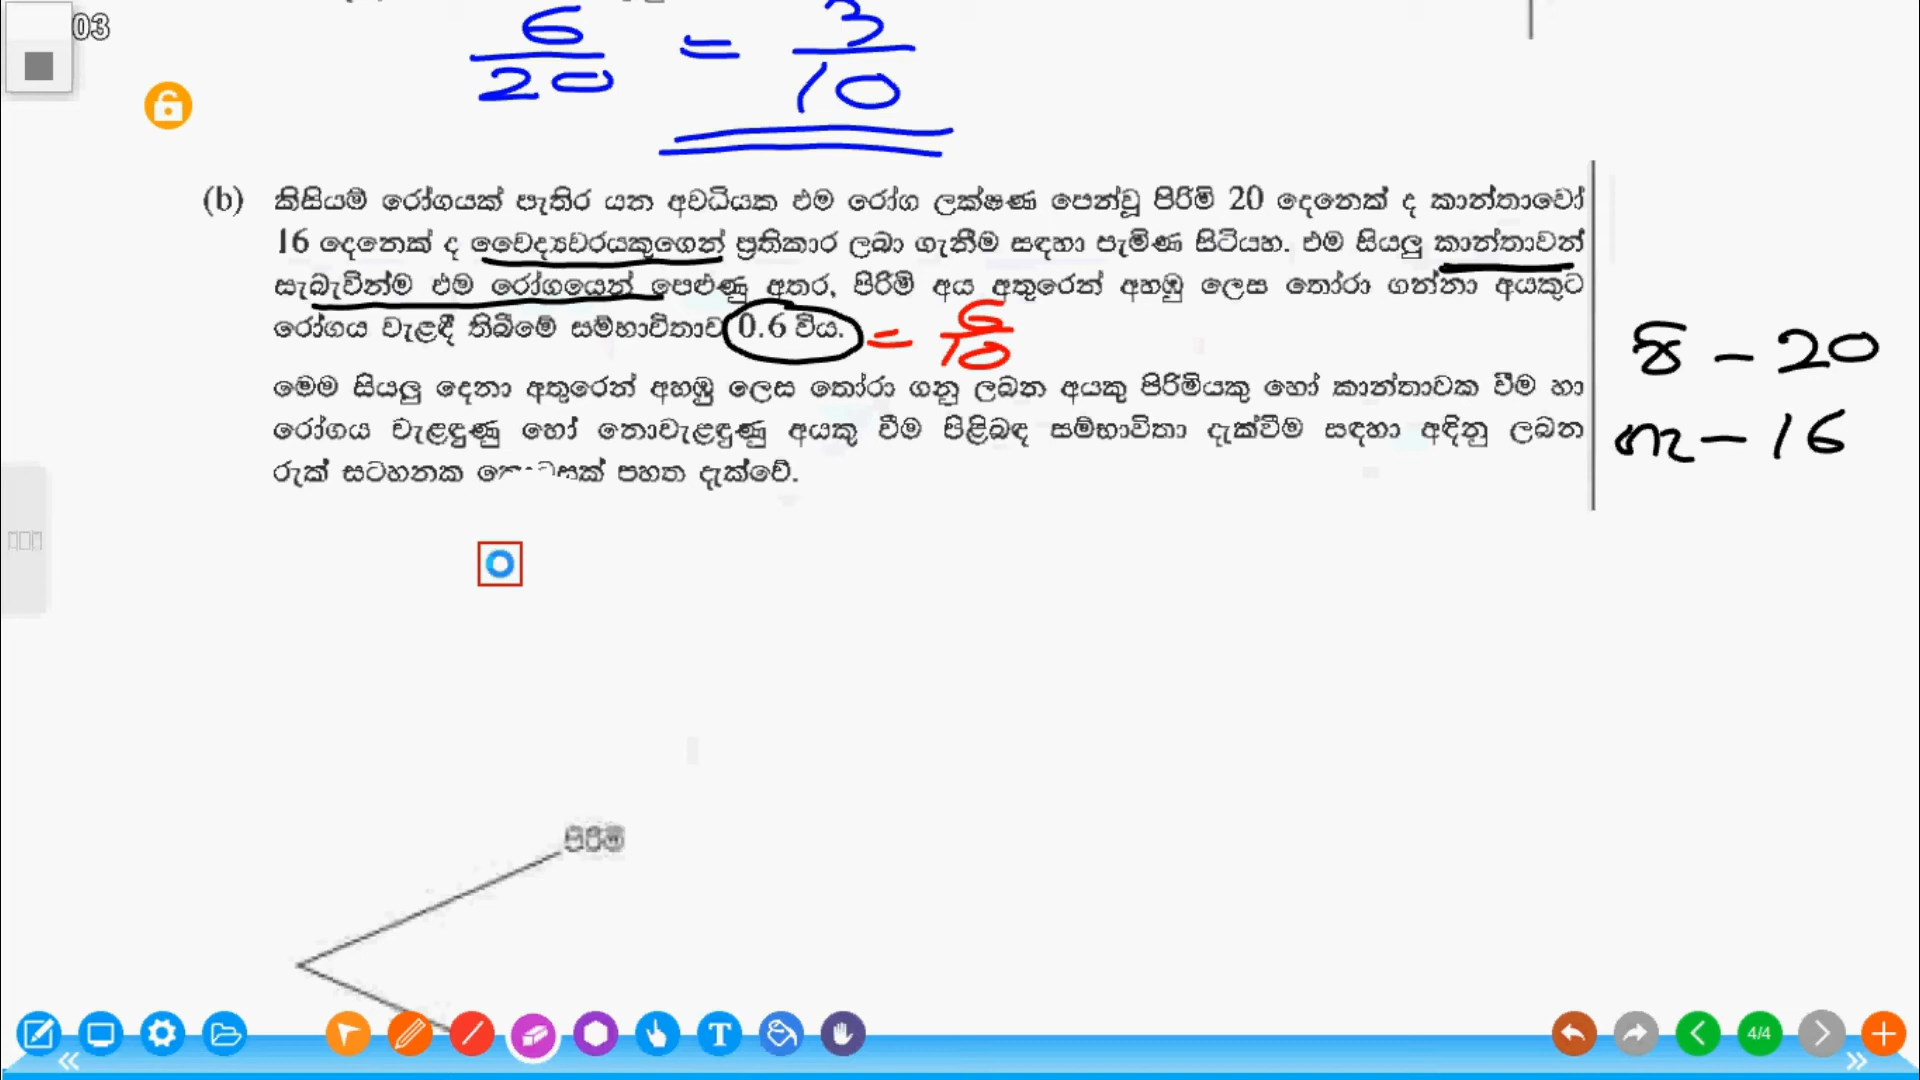 03
6/20 = 3/10
(b) කිසියම් රෝගයක් පැතිර යන අවධියක එම රෝග ලක්ෂණ පෙන්වූ පිරිමි 20 දෙනෙක් ද කාන්තාවෝ
16 දෙනෙක් ද වෛද්‍යවරයකුගෙන් ප්‍රතිකාර ලබා ගැනීම සඳහා පැමිණ සිටියහ. එම සියලු කාන්තාවන්
සැබැවින්ම එම රෝගයෙන් පෙළුණු අතර, පිරිමි අය අතුරෙන් අහඹු ලෙස තෝරා ගන්නා අයකුට
රෝගය වැළඳී තිබීමේ සම්භාවිතාව 0.6 විය. = 6/10
පි - 20
කා - 16
මෙම සියලු දෙනා අතුරෙන් අහඹු ලෙස තෝරා ගනු ලබන අයකු පිරිමියකු හෝ කාන්තාවක වීම හා
රෝගය වැළඳුණු හෝ නොවැළඳුණු අයකු වීම පිළිබඳ සම්භාවිතා දැක්වීම සඳහා අඳිනු ලබන
රුක් සටහනක පහත දැක්වේ.
පිරිමි
T
4/4